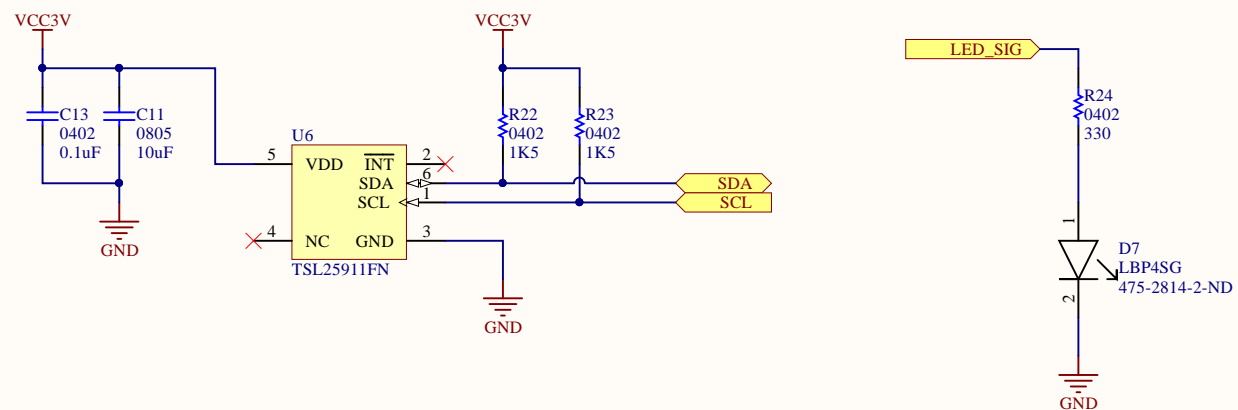 VCC3V
C13
0402
0.1uF
C11
0805
10uF
GND
U6
5
VDD
INT
2
SDA
6
SCL
1
4
NC
GND
3
TSL25911FN
VCC3V
R22
0402
1K5
R23
0402
1K5
SDA
SCL
GND
LED_SIG
R24
0402
330
1
D7
LBP4SG
475-2814-2-ND
2
GND